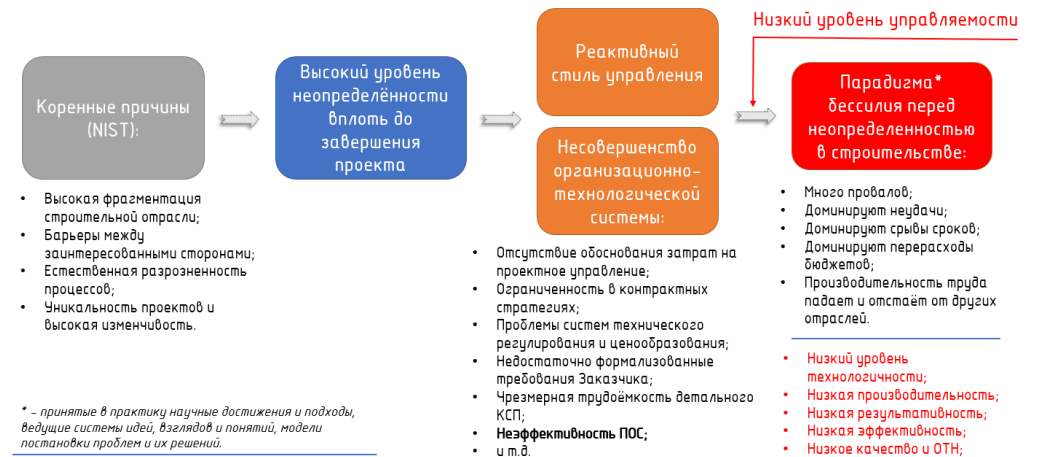 Низкий уровень управляемости
Коренные причины
(NIST):
• Высокая фрагментация
строительной отрасли;
• Барьеры между
заинтересованными сторонами;
• Естественная разрозненность
процессов;
• Уникальность проектов и
высокая изменчивость.
Высокий уровень
неопределённости
вплоть до
завершения
проекта
Реактивный
стиль управления
Несовершенство
организационно-
технологической
системы:
• Отсутствие обоснования затрат на
проектное управление;
• Ограниченность в контрактных
стратегиях;
• Проблемы систем технического
регулирования и ценообразования;
• Недостаточно формализованные
требования Заказчика;
• Чрезмерная трудоёмкость детального
КСП;
• Неэффективность ПОС;
• и т.д.
Парадигма*
бессилия перед
неопределенностью
в строительстве:
• Много провалов;
• Доминируют неудачи;
• Доминируют срывы сроков;
• Доминируют перерасходы
бюджетов;
• Производительность труда
падает и отстаёт от других
отраслей.
• Низкий уровень
технологичности;
• Низкая производительность;
• Низкая результативность;
• Низкая эффективность;
• Низкое качество и ОТН;
* – принятые в практику научные достижения и подходы,
ведущие системы идей, взглядов и понятий, модели
постановки проблем и их решений.